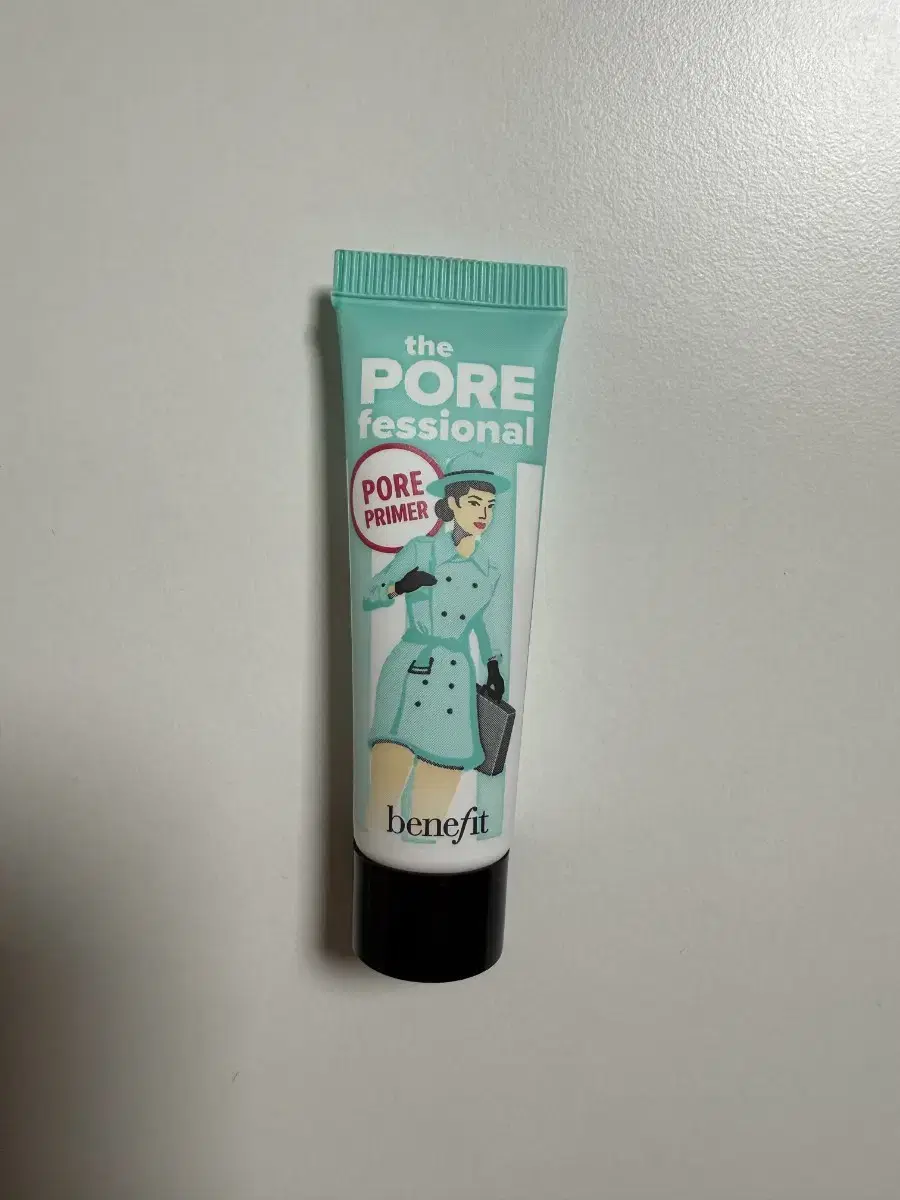 the
PORE
fessional
PORE
PRIMER
benefit